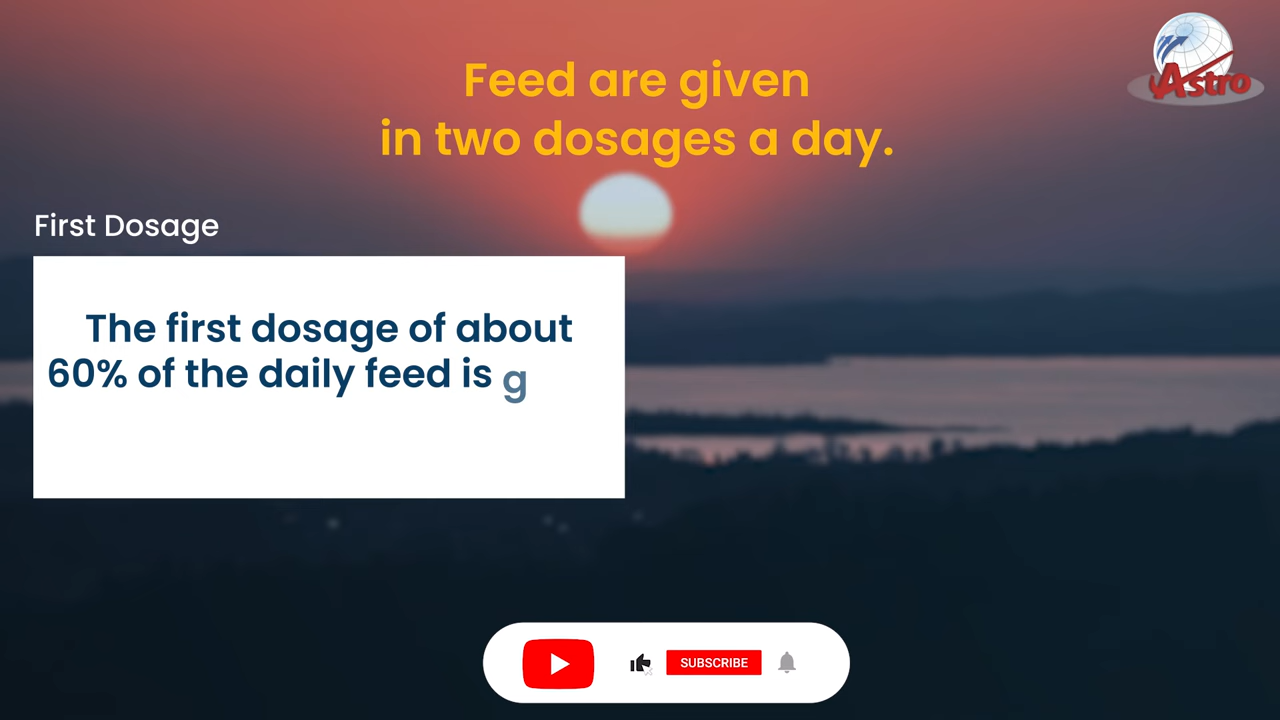 Feed are given
in two dosages a day.
Astro
First Dosage
The first dosage of about
60% of the daily feed is g
SUBSCRIBE